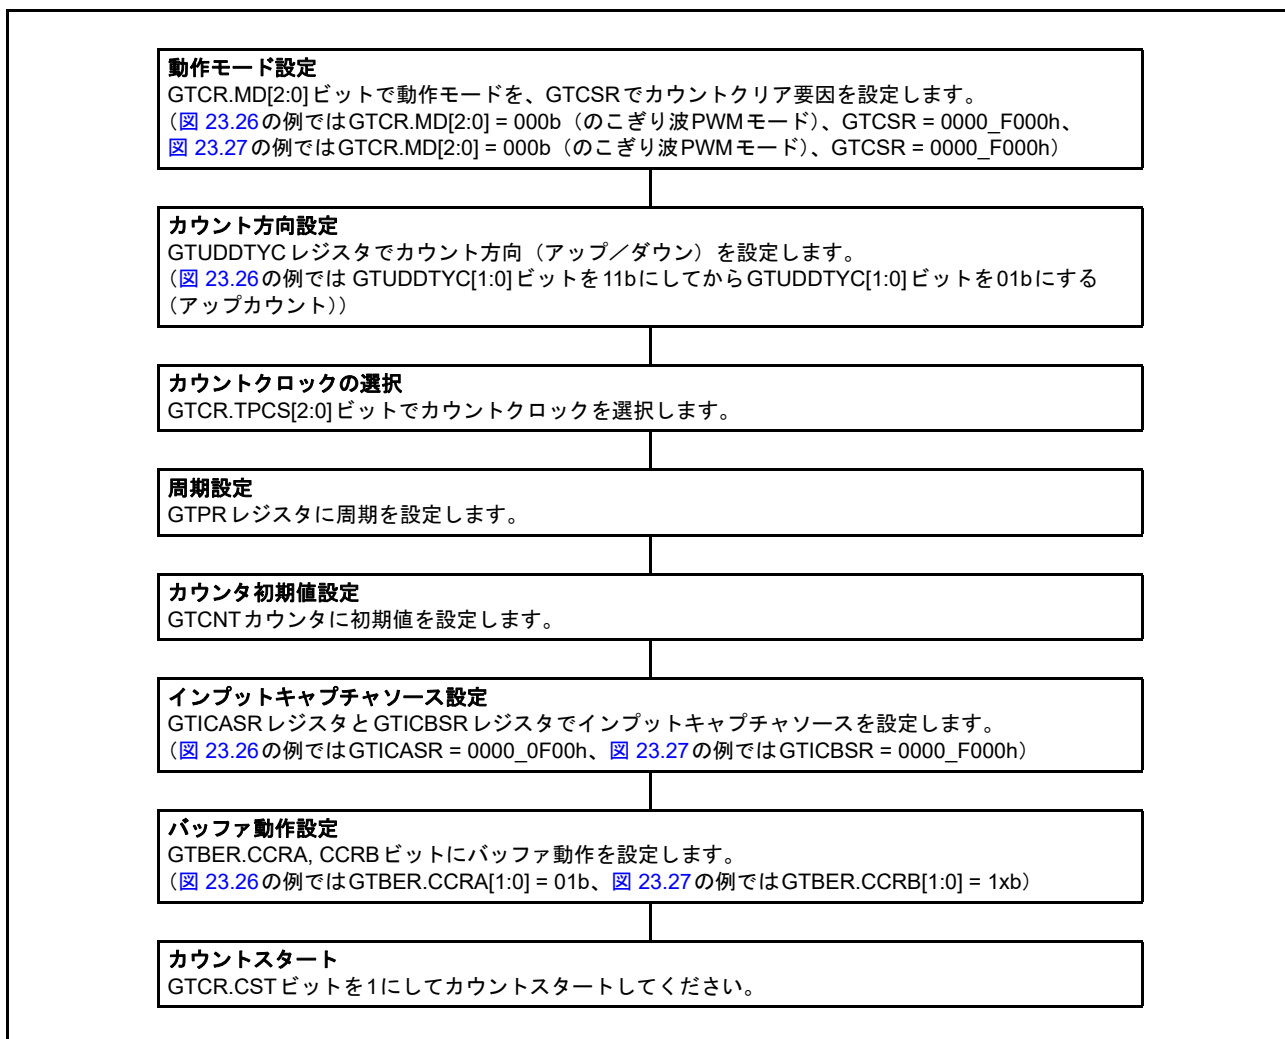 動作モード設定
GTCR.MD[2:0]ビットで動作モードを、GTCSRでカウントクリア要因を設定します。
（図 23.26の例ではGTCR.MD[2:0] = 000b（のこぎり波PWMモード）、GTCSR = 0000_F000h、
図 23.27の例ではGTCR.MD[2:0] = 000b（のこぎり波PWMモード）、GTCSR = 0000_F000h）
カウント方向設定
GTUDDTYCレジスタでカウント方向（アップ／ダウン）を設定します。
（図 23.26の例では GTUDDTYC[1:0]ビットを11bにしてからGTUDDTYC[1:0]ビットを01bにする
（アップカウント））
カウントクロックの選択
GTCR.TPCS[2:0]ビットでカウントクロックを選択します。
周期設定
GTPRレジスタに周期を設定します。
カウンタ初期値設定
GTCNTカウンタに初期値を設定します。
インプットキャプチャソース設定
GTICASRレジスタとGTICBSRレジスタでインプットキャプチャソースを設定します。
（図 23.26の例ではGTICASR = 0000_0F00h、図 23.27の例ではGTICBSR = 0000_F000h）
バッファ動作設定
GTBER.CCRA, CCRBビットにバッファ動作を設定します。
（図 23.26の例ではGTBER.CCRA[1:0] = 01b、図 23.27の例ではGTBER.CCRB[1:0] = 1xb）
カウントスタート
GTCR.CSTビットを1にしてカウントスタートしてください。